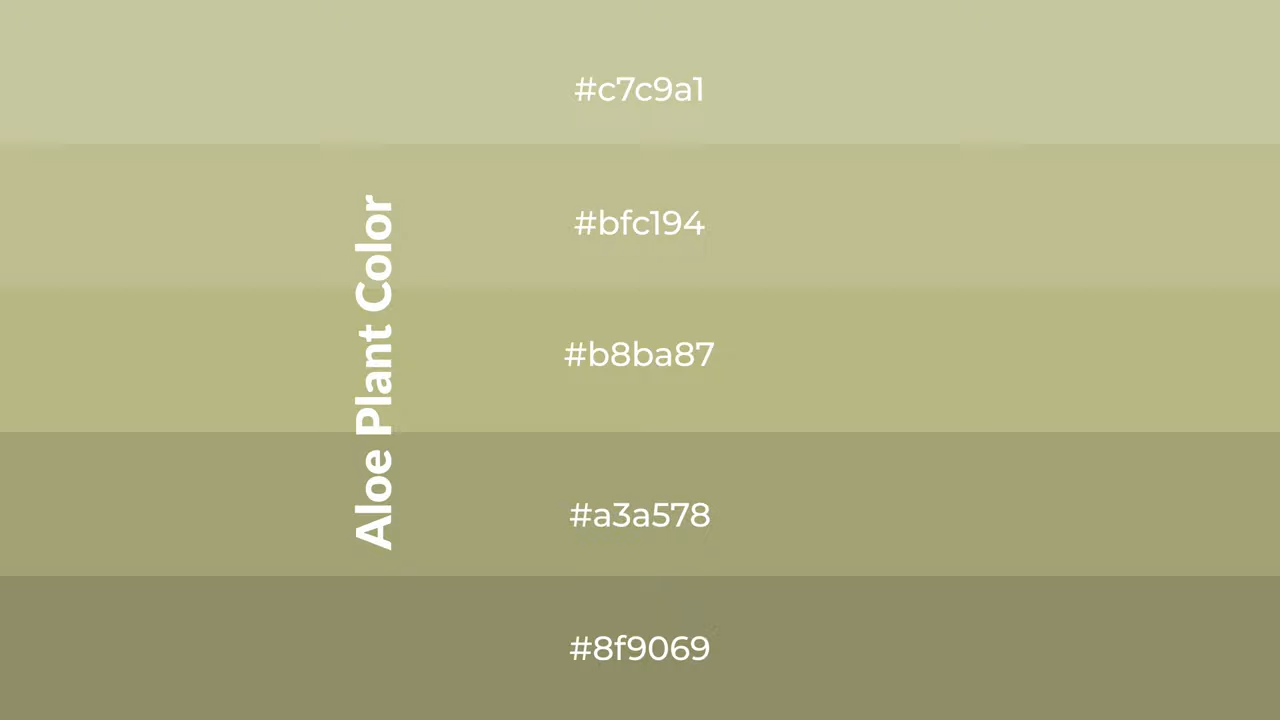 Aloe Plant Color
#c7c9a1
#bfc194
#b8ba87
#a3a578
#8f9069